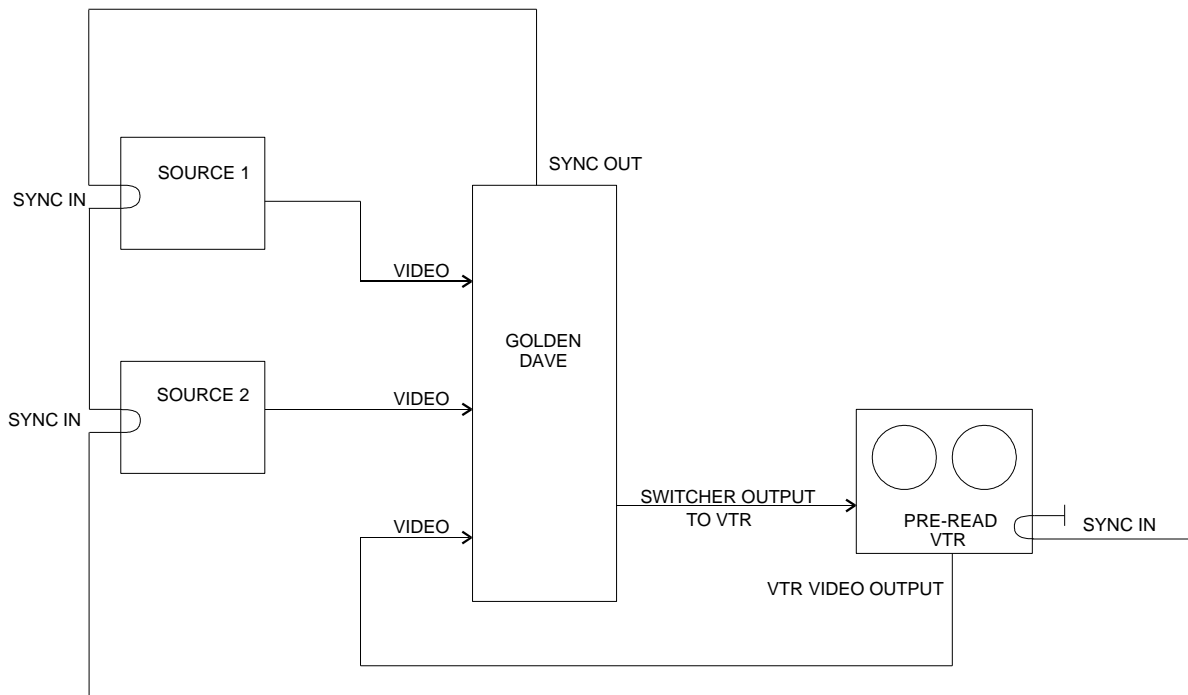 SYNC OUT
SOURCE 1
SYNC IN
VIDEO
GOLDEN
DAVE
SOURCE 2
VIDEO
SYNC IN
SWITCHER OUTPUT
TO VTR
PRE-READ
VTR
SYNC IN
VIDEO
VTR VIDEO OUTPUT